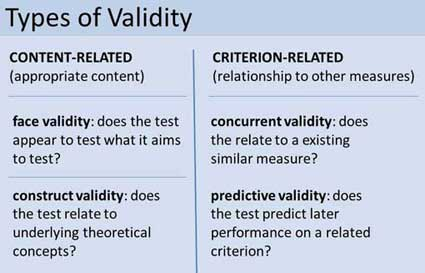 Types of Validity
CONTENT-RELATED
(appropriate content)
face validity: does the test
appear to test what it aims
to test?
construct validity: does
the test relate to
underlying theoretical
concepts?
CRITERION-RELATED
(relationship to other measures)
concurrent validity: does
the relate to a existing
similar measure?
predictive validity: does
the test predict later
performance on a related
criterion?